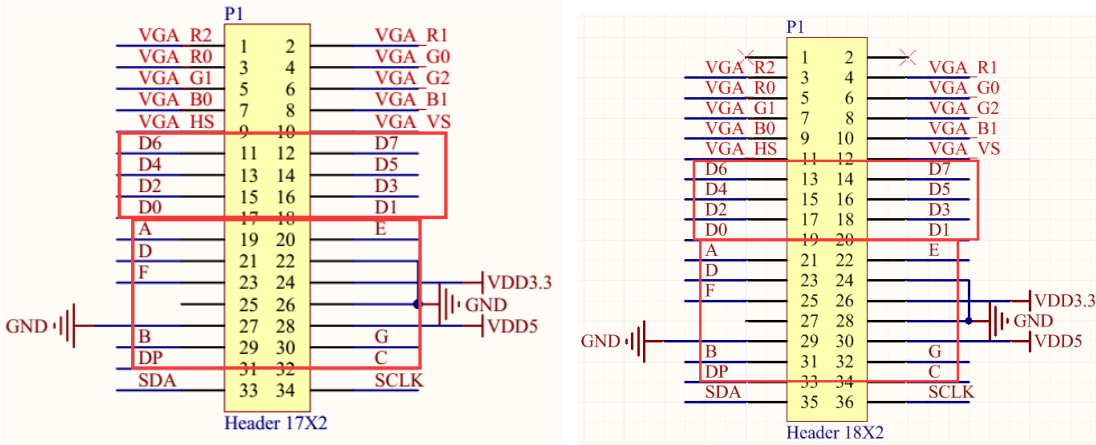 P1
VGA_R2 1 2 VGA_R1
VGA_R0 3 4 VGA_G0
VGA_G1 5 6 VGA_G2
VGA_B0 7 8 VGA_B1
VGA_HS 9 10 VGA_VS
D6 11 12 D7
D4 13 14 D5
D2 15 16 D3
D0 17 18 D1
A 19 20 E
D 21 22
F 23 24 VDD3.3
25 26 GND
GND 27 28 VDD5
B 29 30 G
DP 31 32 C
SDA 33 34 SCLK
Header 17X2
P1
1 2
VGA_R2 3 4 VGA_R1
VGA_R0 5 6 VGA_G0
VGA_G1 7 8 VGA_G2
VGA_B0 9 10 VGA_B1
VGA_HS 11 12 VGA_VS
D6 13 14 D7
D4 15 16 D5
D2 17 18 D3
D0 19 20 D1
A 21 22 E
D 23 24
F 25 26 VDD3.3
27 28 GND
GND 29 30 VDD5
B 31 32 G
DP 33 34 C
SDA 35 36 SCLK
Header 18X2